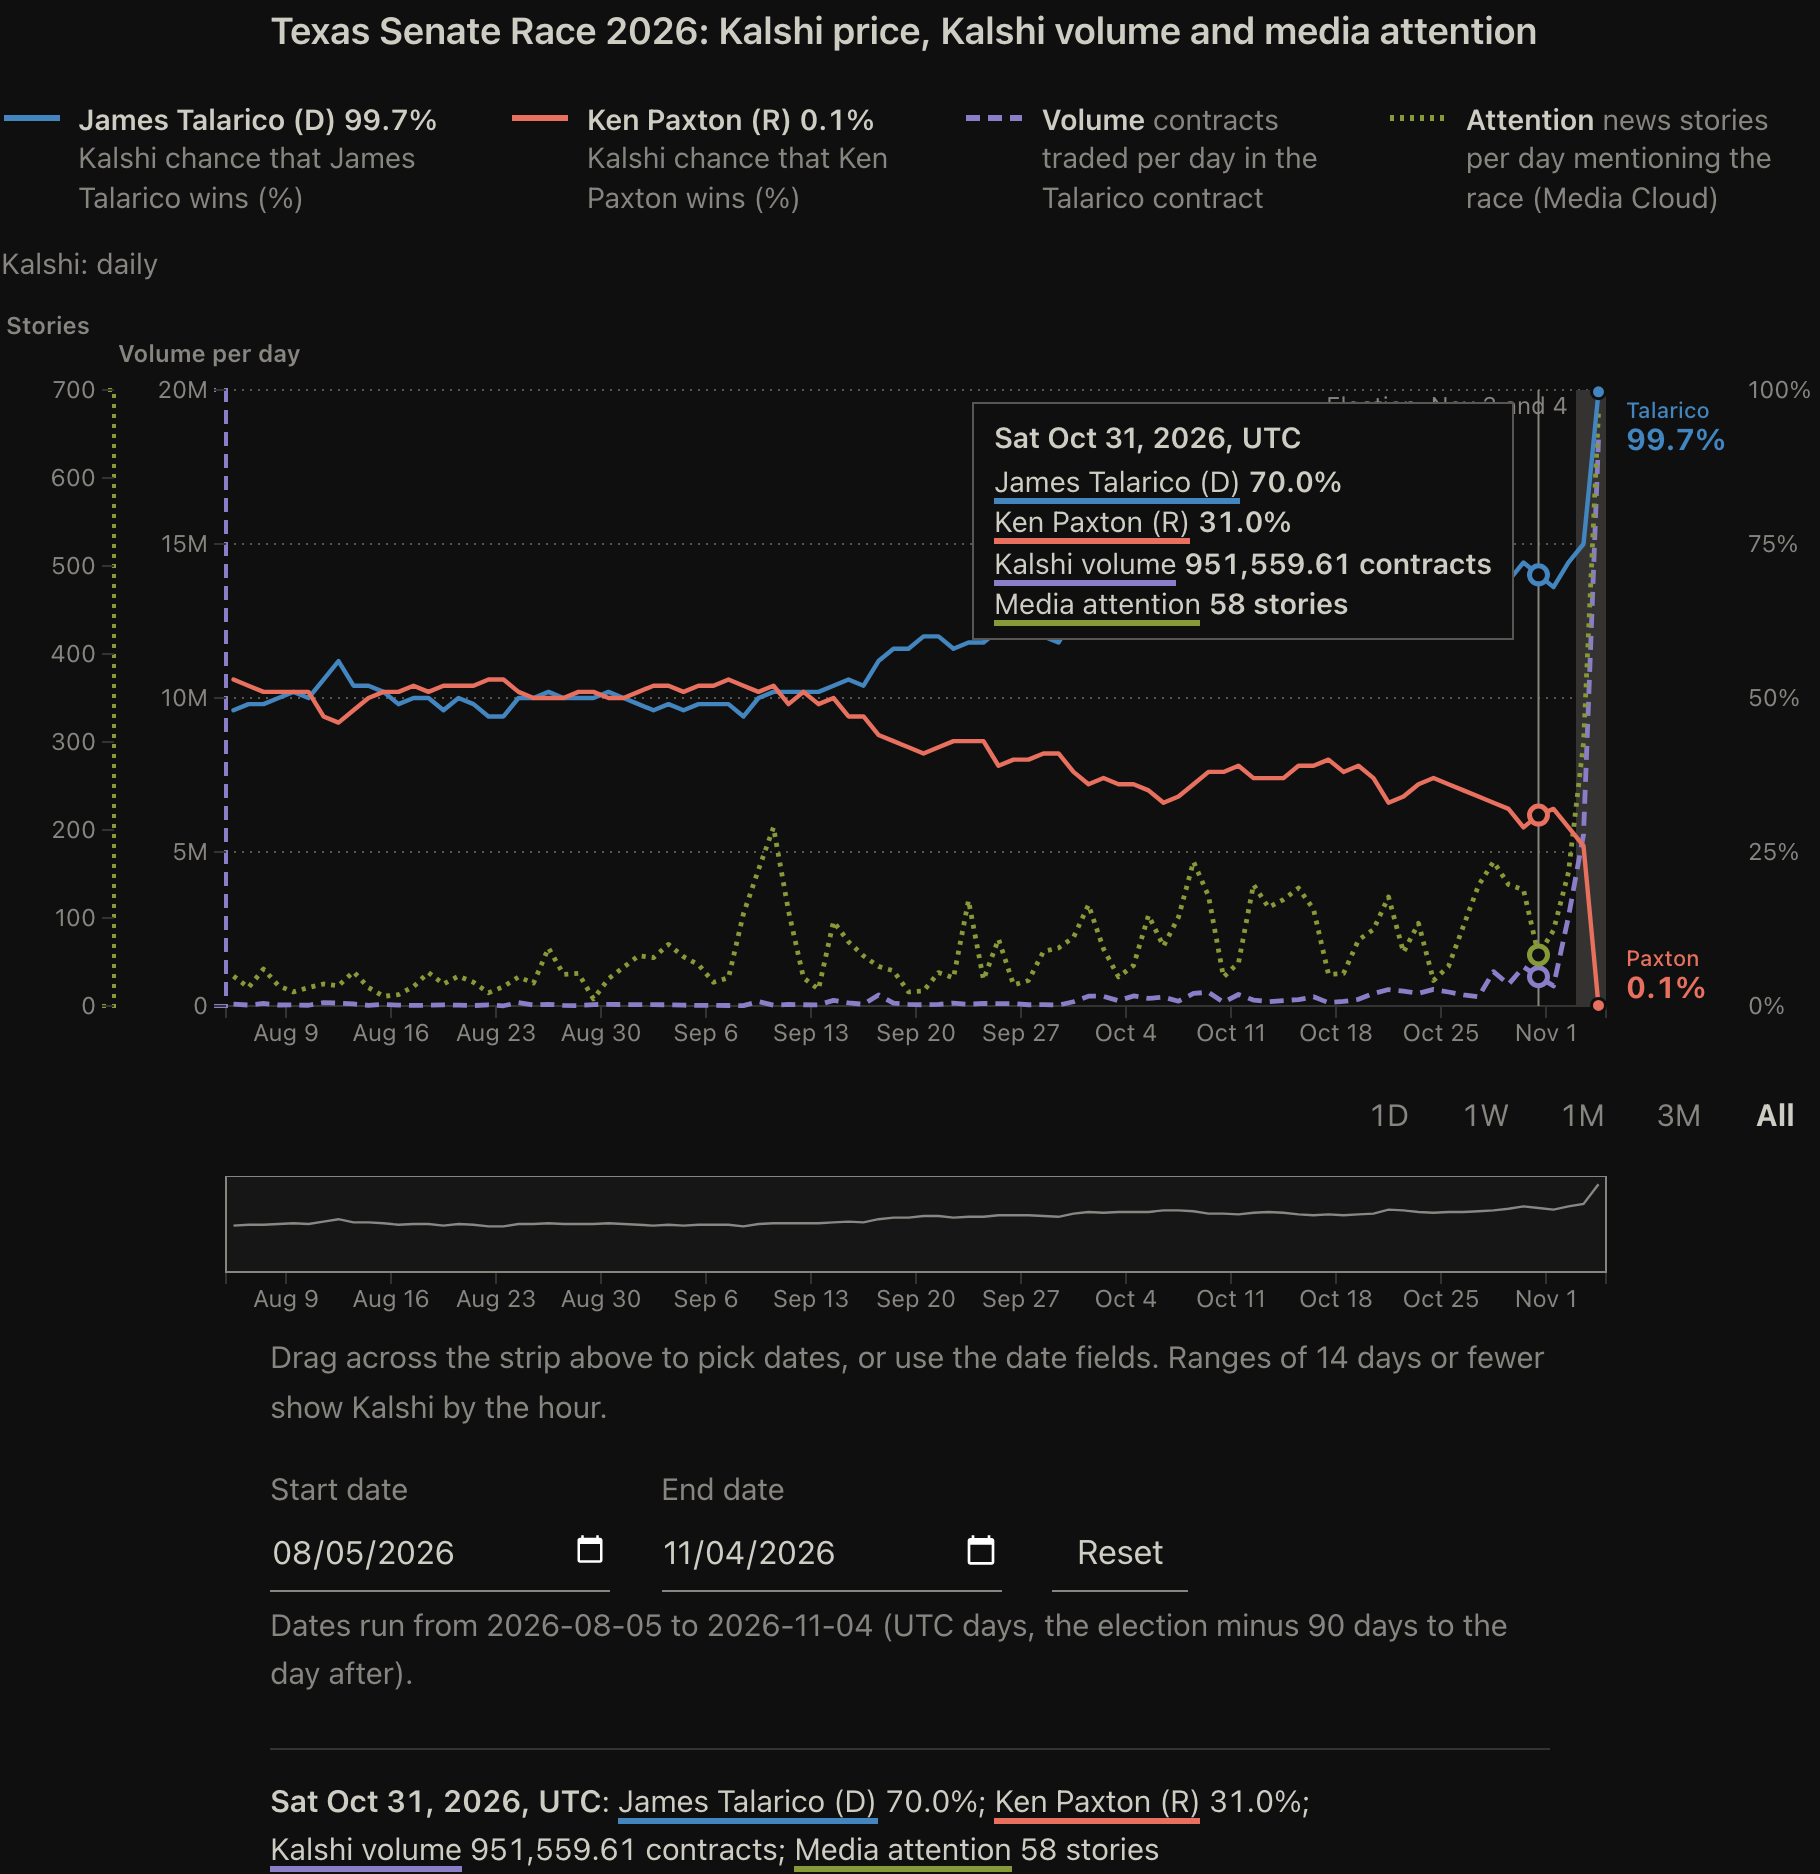 Texas Senate Race 2026: Kalshi price, Kalshi volume and media attention
James Talarico (D) 99.7%
Kalshi chance that James
Talarico wins (%)
Ken Paxton (R) 0.1%
Kalshi chance that Ken
Paxton wins (%)
Volume contracts
traded per day in the
Talarico contract
Attention news stories
per day mentioning the
race (Media Cloud)
Kalshi: daily
Stories
Volume per day
700
600
500
400
300
200
100
0
20M
15M
10M
5M
0
100%
75%
50%
25%
0%
and 4
Sat Oct 31, 2026, UTC
James Talarico (D) 70.0%
Ken Paxton (R) 31.0%
Kalshi volume 951,559.61 contracts
Media attention 58 stories
Talarico
99.7%
Paxton
0.1%
Aug 9 Aug 16 Aug 23 Aug 30 Sep 6 Sep 13 Sep 20 Sep 27 Oct 4 Oct 11 Oct 18 Oct 25 Nov 1
1D 1W 1M 3M All
Aug 9 Aug 16 Aug 23 Aug 30 Sep 6 Sep 13 Sep 20 Sep 27 Oct 4 Oct 11 Oct 18 Oct 25 Nov 1
Drag across the strip above to pick dates, or use the date fields. Ranges of 14 days or fewer
show Kalshi by the hour.
Start date End date
08/05/2026 11/04/2026 Reset
Dates run from 2026-08-05 to 2026-11-04 (UTC days, the election minus 90 days to the
day after).
Sat Oct 31, 2026, UTC: James Talarico (D) 70.0%; Ken Paxton (R) 31.0%;
Kalshi volume 951,559.61 contracts; Media attention 58 stories